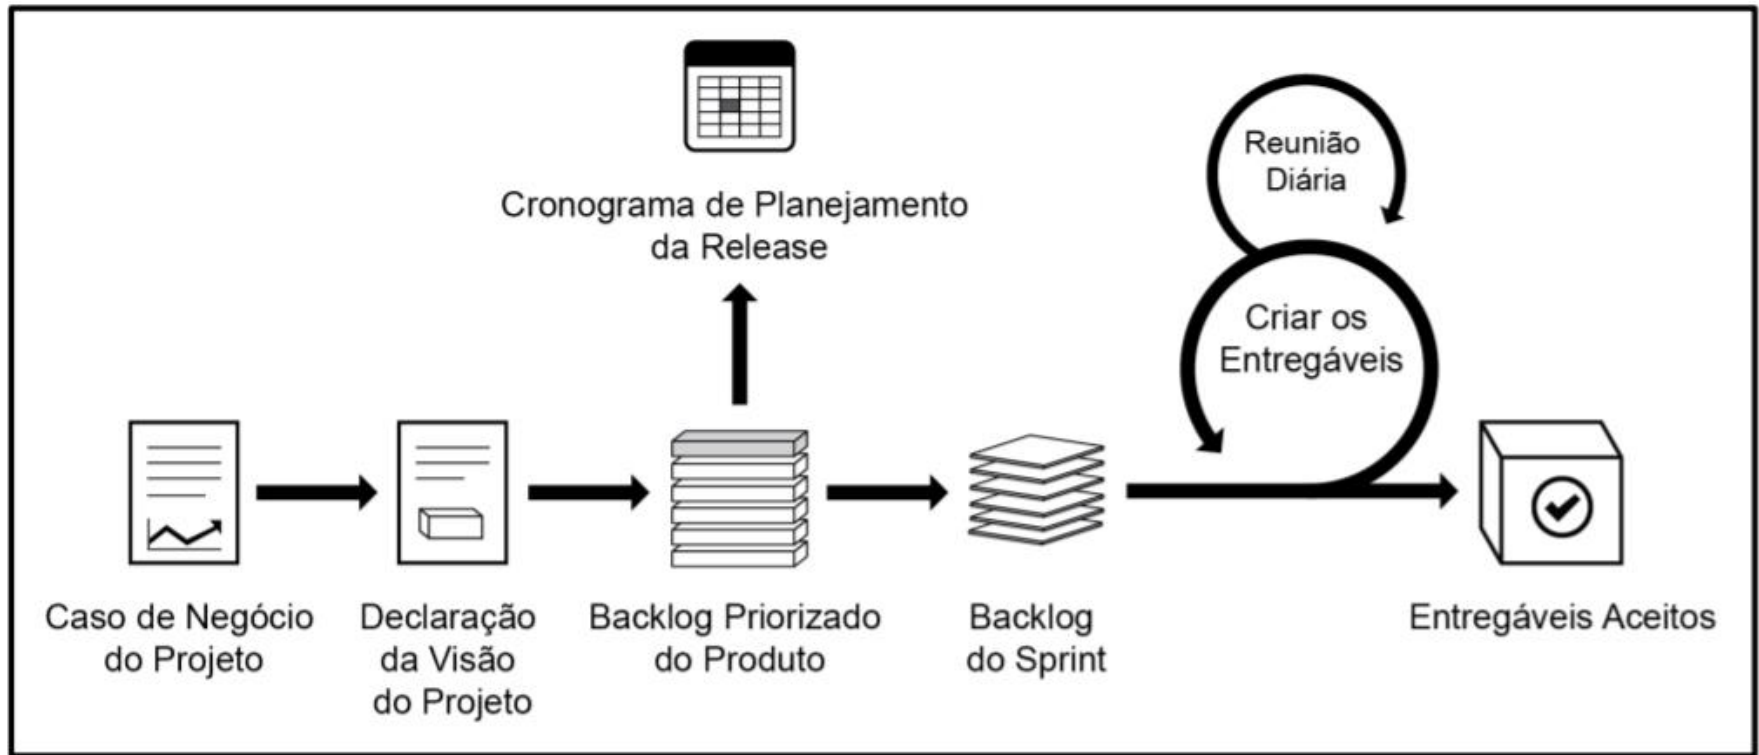 Cronograma de Planejamento
da Release
Reunião
Diária
Criar os
Entregáveis
Caso de Negócio
do Projeto
Declaração
da Visão
do Projeto
Backlog Priorizado
do Produto
Backlog
do Sprint
Entregáveis Aceitos